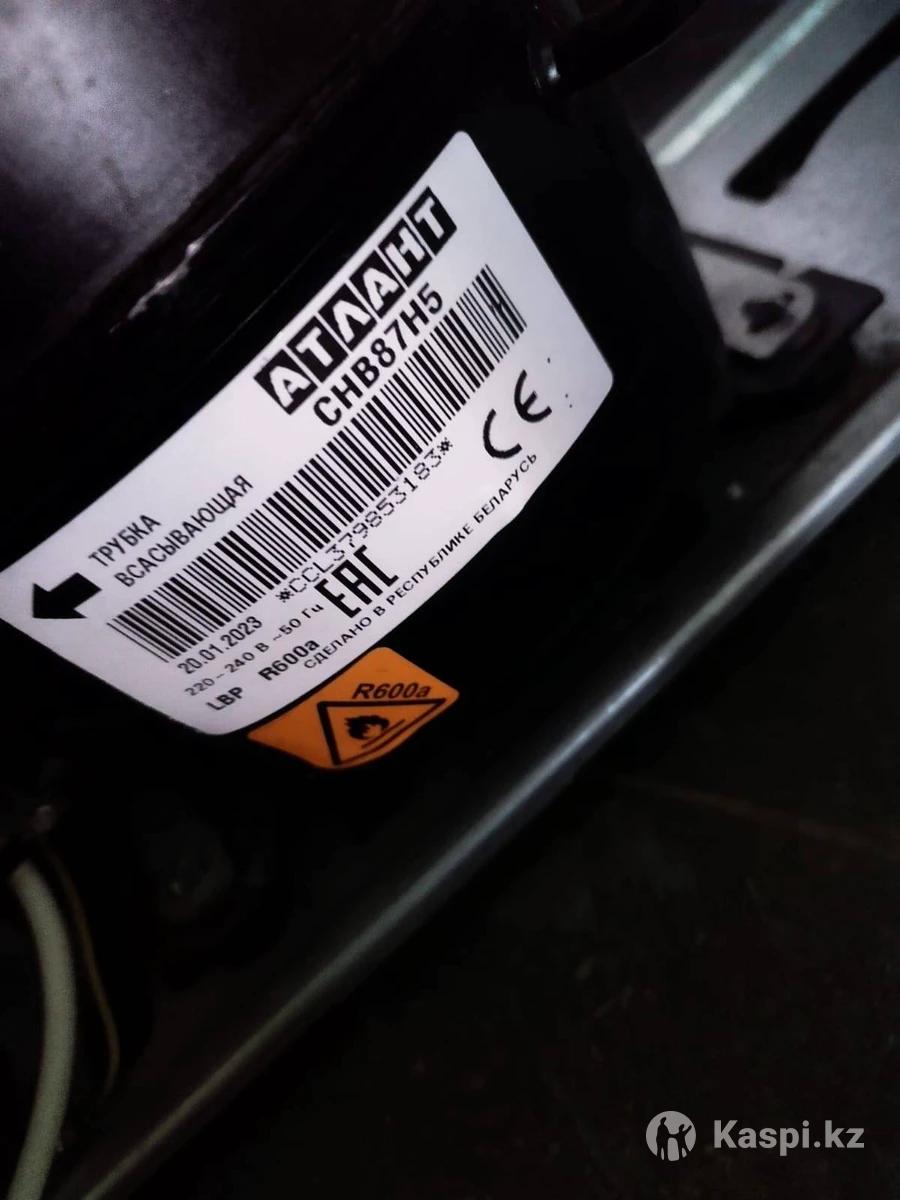 АТЛАНТ
CHB87H5
ТРУБКА
ВСАСЫВАЮЩАЯ
*CCL379853183*
20.01.2023
220-240 В ~50 Гц
LBP R600a
EAC
CE
СДЕЛАНО В РЕСПУБЛИКЕ БЕЛАРУСЬ
R600a
Kaspi.kz